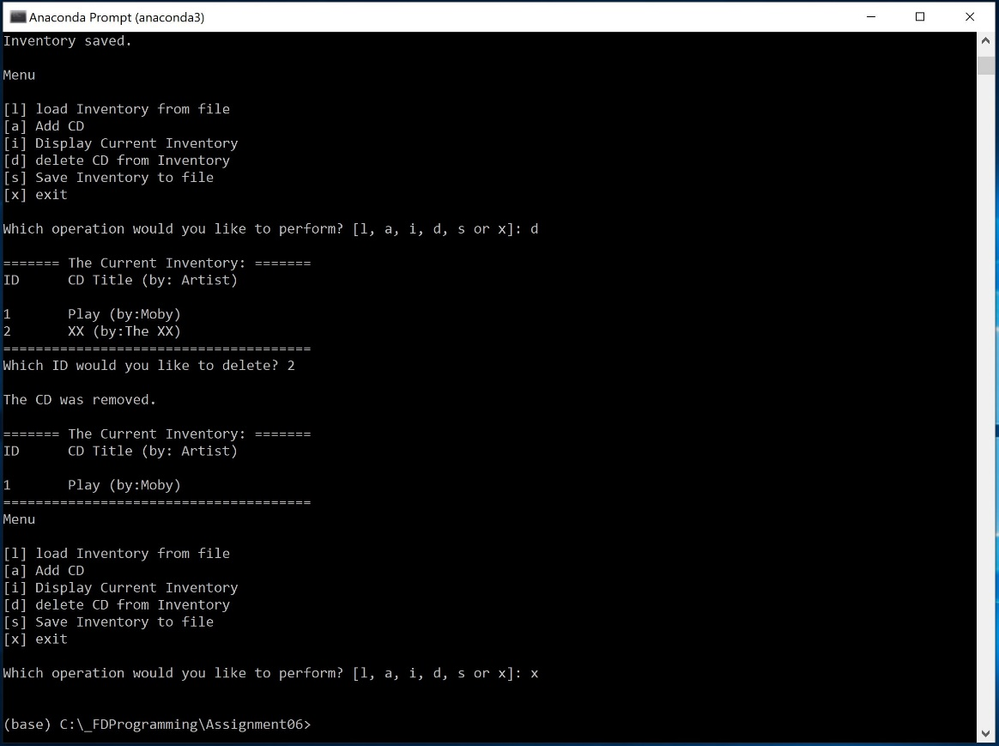 Anaconda Prompt (anaconda3)
Inventory saved.
Menu
[l] load Inventory from file
[a] Add CD
[i] Display Current Inventory
[d] delete CD from Inventory
[s] Save Inventory to file
[x] exit
Which operation would you like to perform? [l, a, i, d, s or x]: d
======= The Current Inventory: =======
ID      CD Title (by: Artist)
1       Play (by:Moby)
2       XX (by:The XX)
======================================
Which ID would you like to delete? 2
The CD was removed.
======= The Current Inventory: =======
ID      CD Title (by: Artist)
1       Play (by:Moby)
======================================
Menu
[l] load Inventory from file
[a] Add CD
[i] Display Current Inventory
[d] delete CD from Inventory
[s] Save Inventory to file
[x] exit
Which operation would you like to perform? [l, a, i, d, s or x]: x
(base) C:\_FDProgramming\Assignment06>